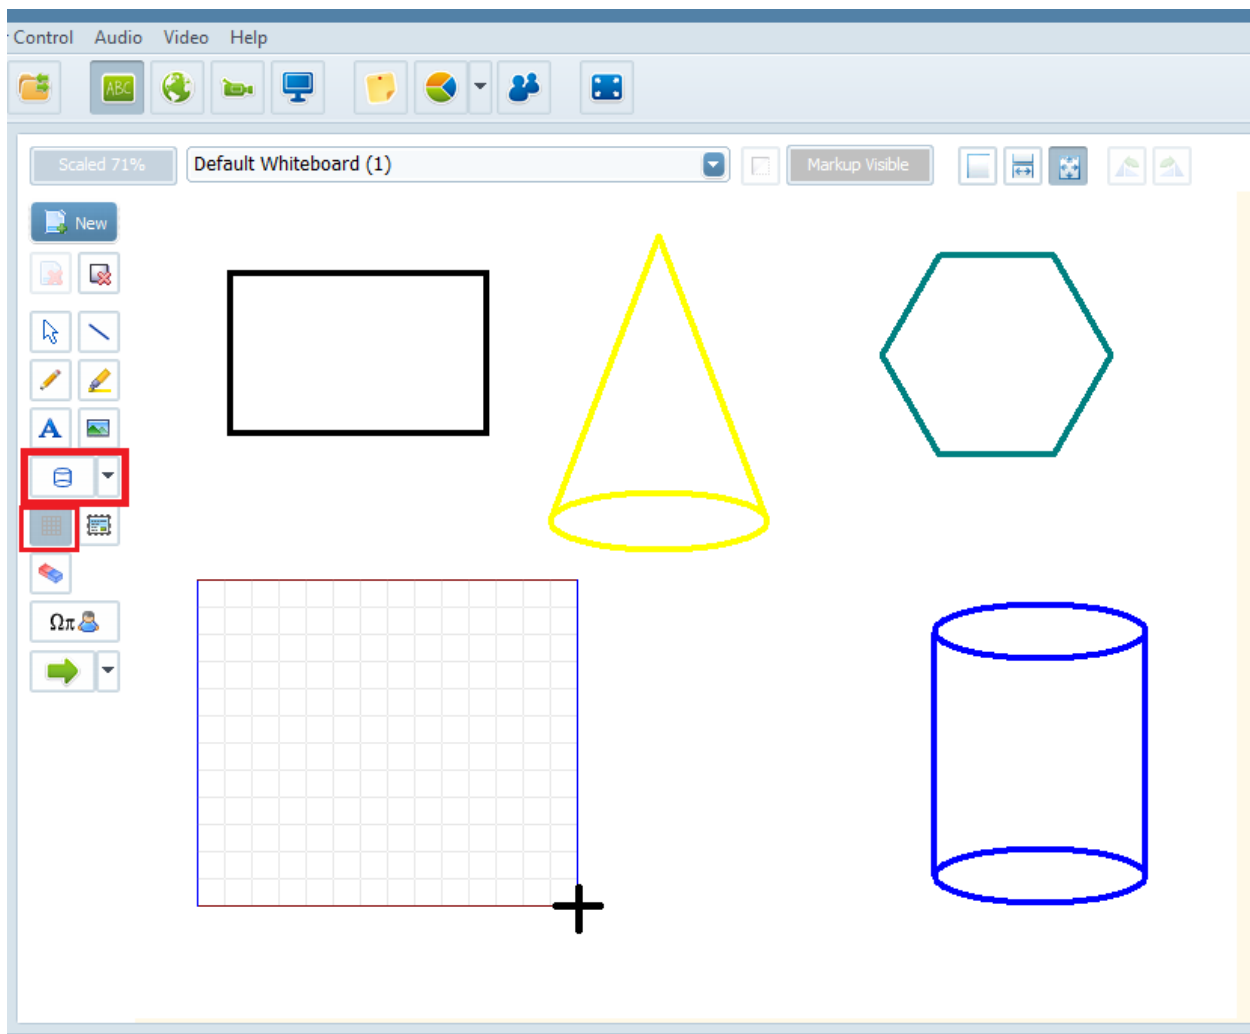 Control Audio Video Help
ABC
Scaled 71% Default Whiteboard (1) Markup Visible
New
A
Ωπ